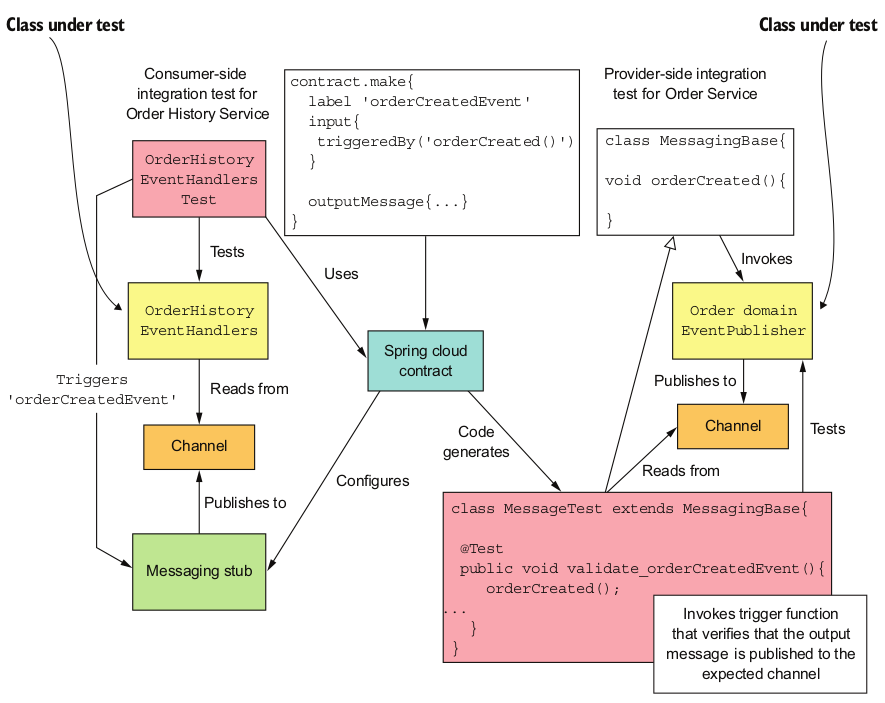 Class under test
Class under test
Consumer-side
integration test for
Order History Service
contract.make{
label 'orderCreatedEvent'
input{
triggeredBy('orderCreated()')
}
outputMessage{...}
}
Provider-side integration
test for Order Service
class MessagingBase{
void orderCreated(){
}
OrderHistory
EventHandlers
Test
Tests
Uses
Invokes
OrderHistory
EventHandlers
Order domain
EventPublisher
Spring cloud
contract
Triggers
'orderCreatedEvent'
Reads from
Publishes to
Channel
Channel
Code
generates
Tests
Reads from
Configures
Publishes to
Messaging stub
class MessageTest extends MessagingBase{
@Test
public void validate_orderCreatedEvent(){
orderCreated();
...
}
}
Invokes trigger function
that verifies that the output
message is published to the
expected channel